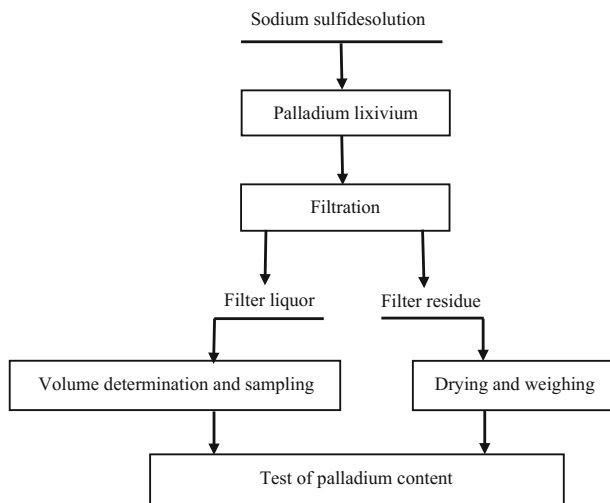 Sodium sulfidesolution
Palladium lixivium
Filtration
Filter liquor
Filter residue
Volume determination and sampling
Drying and weighing
Test of palladium content